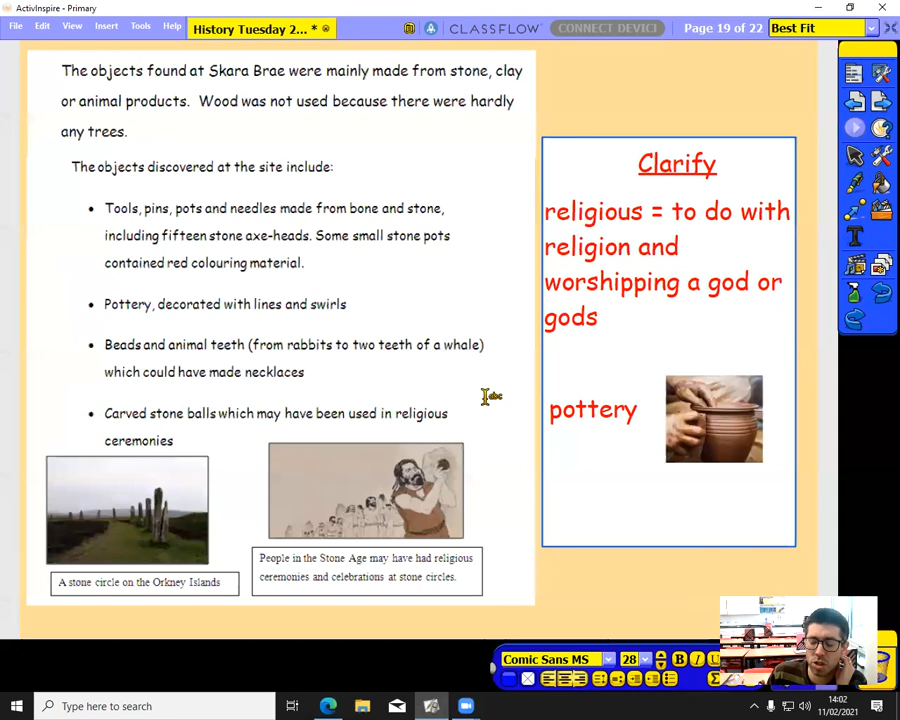 ActivInspire - Primary
File Edit View Insert Tools Help
History Tuesday 2... *
CLASSFLOW
CONNECT DEVICE
Page 19 of 22
Best Fit
The objects found at Skara Brae were mainly made from stone, clay
or animal products. Wood was not used because there were hardly
any trees.
The objects discovered at the site include:
• Tools, pins, pots and needles made from bone and stone,
including fifteen stone axe-heads. Some small stone pots
contained red colouring material.
• Pottery, decorated with lines and swirls
• Beads and animal teeth (from rabbits to two teeth of a whale)
which could have made necklaces
• Carved stone balls which may have been used in religious
ceremonies
A stone circle on the Orkney Islands
People in the Stone Age may have had religious
ceremonies and celebrations at stone circles.
Clarify
religious = to do with
religion and
worshipping a god or
gods
pottery
abc
Comic Sans MS 28 B I U
Type here to search
14:02
11/02/2021